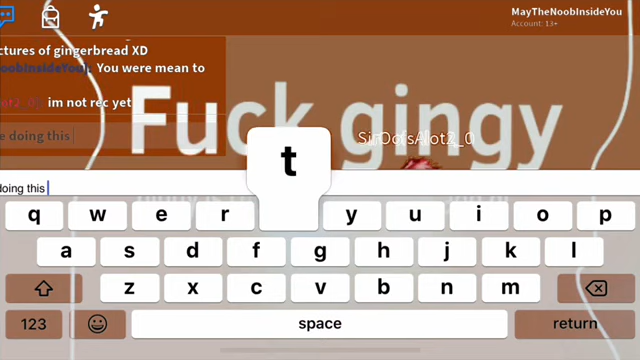 MayTheNoobInsideYou
Account: 13+
ctures of gingerbread XD
oobInsideYou]: You were mean to
im not rec yet
e doing this
Fuck gingy
doing this
t
q w e r y u i o p
a s d f g h j k l
z x c v b n m
123 space return